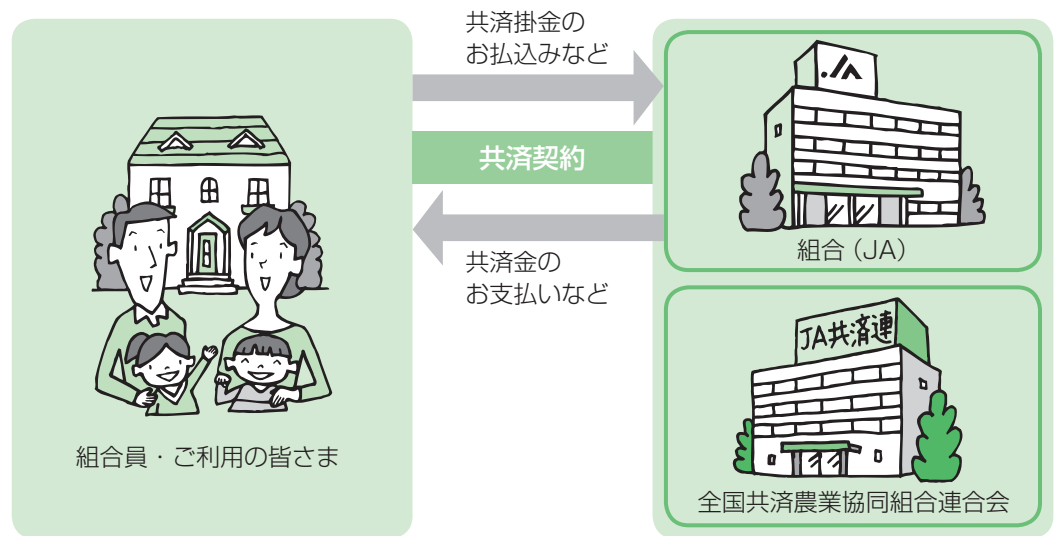 共済掛金の
お払込みなど
共済契約
共済金の
お支払いなど
組合員・ご利用の皆さま
JA
組合（JA）
JA共済連
全国共済農業協同組合連合会